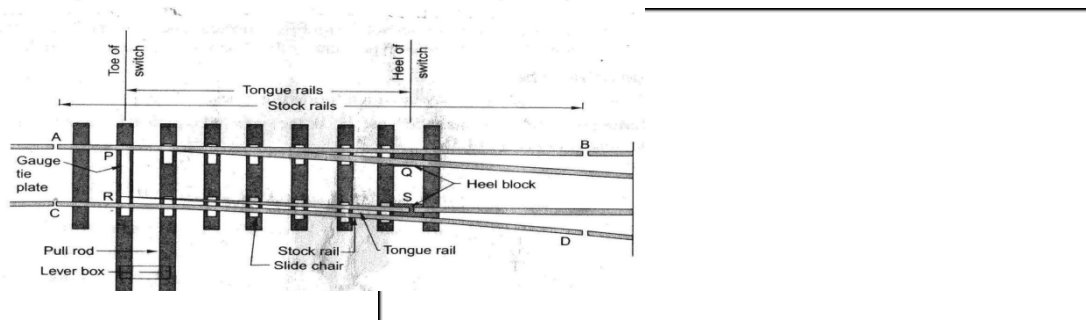 Toe of
switch
Heel of
switch
Tongue rails
Stock rails
A
B
P
Gauge
tie
plate
Q
Heel block
R
S
C
D
Pull rod
Stock rail
Tongue rail
Slide chair
Lever box